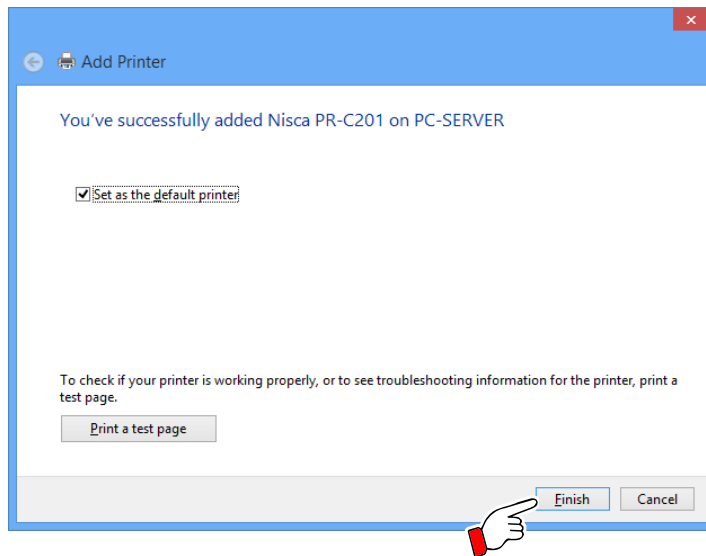 Add Printer
You've successfully added Nisca PR-C201 on PC-SERVER
Set as the default printer
To check if your printer is working properly, or to see troubleshooting information for the printer, print a
test page.
Print a test page
Finish Cancel